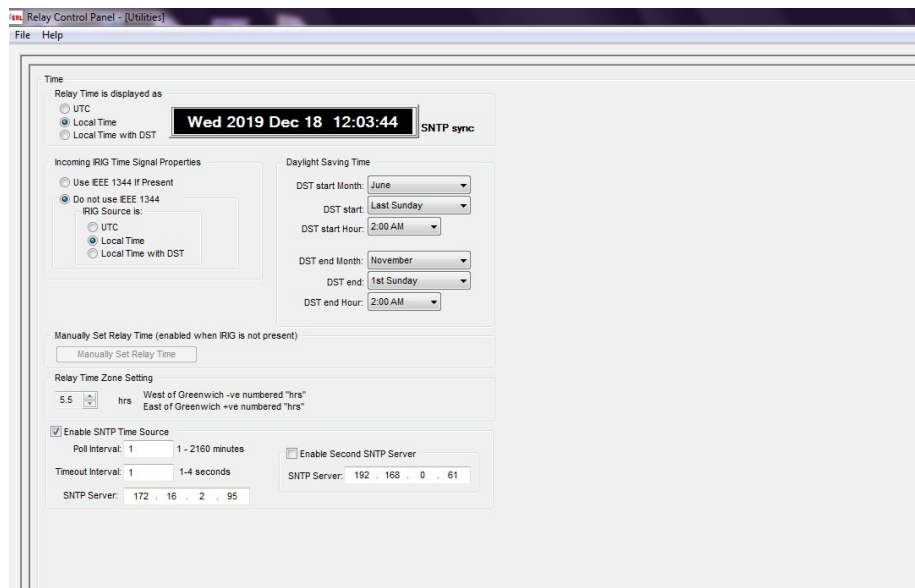 Relay Control Panel - [Utilities]
File Help
Time
Relay Time is displayed as
UTC
Local Time
Local Time with DST
Wed 2019 Dec 18 12:03:44
SNTP sync
Incoming IRIG Time Signal Properties
Use IEEE 1344 If Present
Do not use IEEE 1344
IRIG Source is:
UTC
Local Time
Local Time with DST
Daylight Saving Time
DST start Month: June
DST start: Last Sunday
DST start Hour: 2:00 AM
DST end Month: November
DST end: 1st Sunday
DST end Hour: 2:00 AM
Manually Set Relay Time (enabled when IRIG is not present)
Manually Set Relay Time
Relay Time Zone Setting
5.5 hrs
West of Greenwich -ve numbered "hrs"
East of Greenwich +ve numbered "hrs"
Enable SNTP Time Source
Poll Interval: 1 1 - 2160 minutes
Timeout Interval: 1 1-4 seconds
SNTP Server: 172 . 16 . 2 . 95
Enable Second SNTP Server
SNTP Server: 192 . 168 . 0 . 61